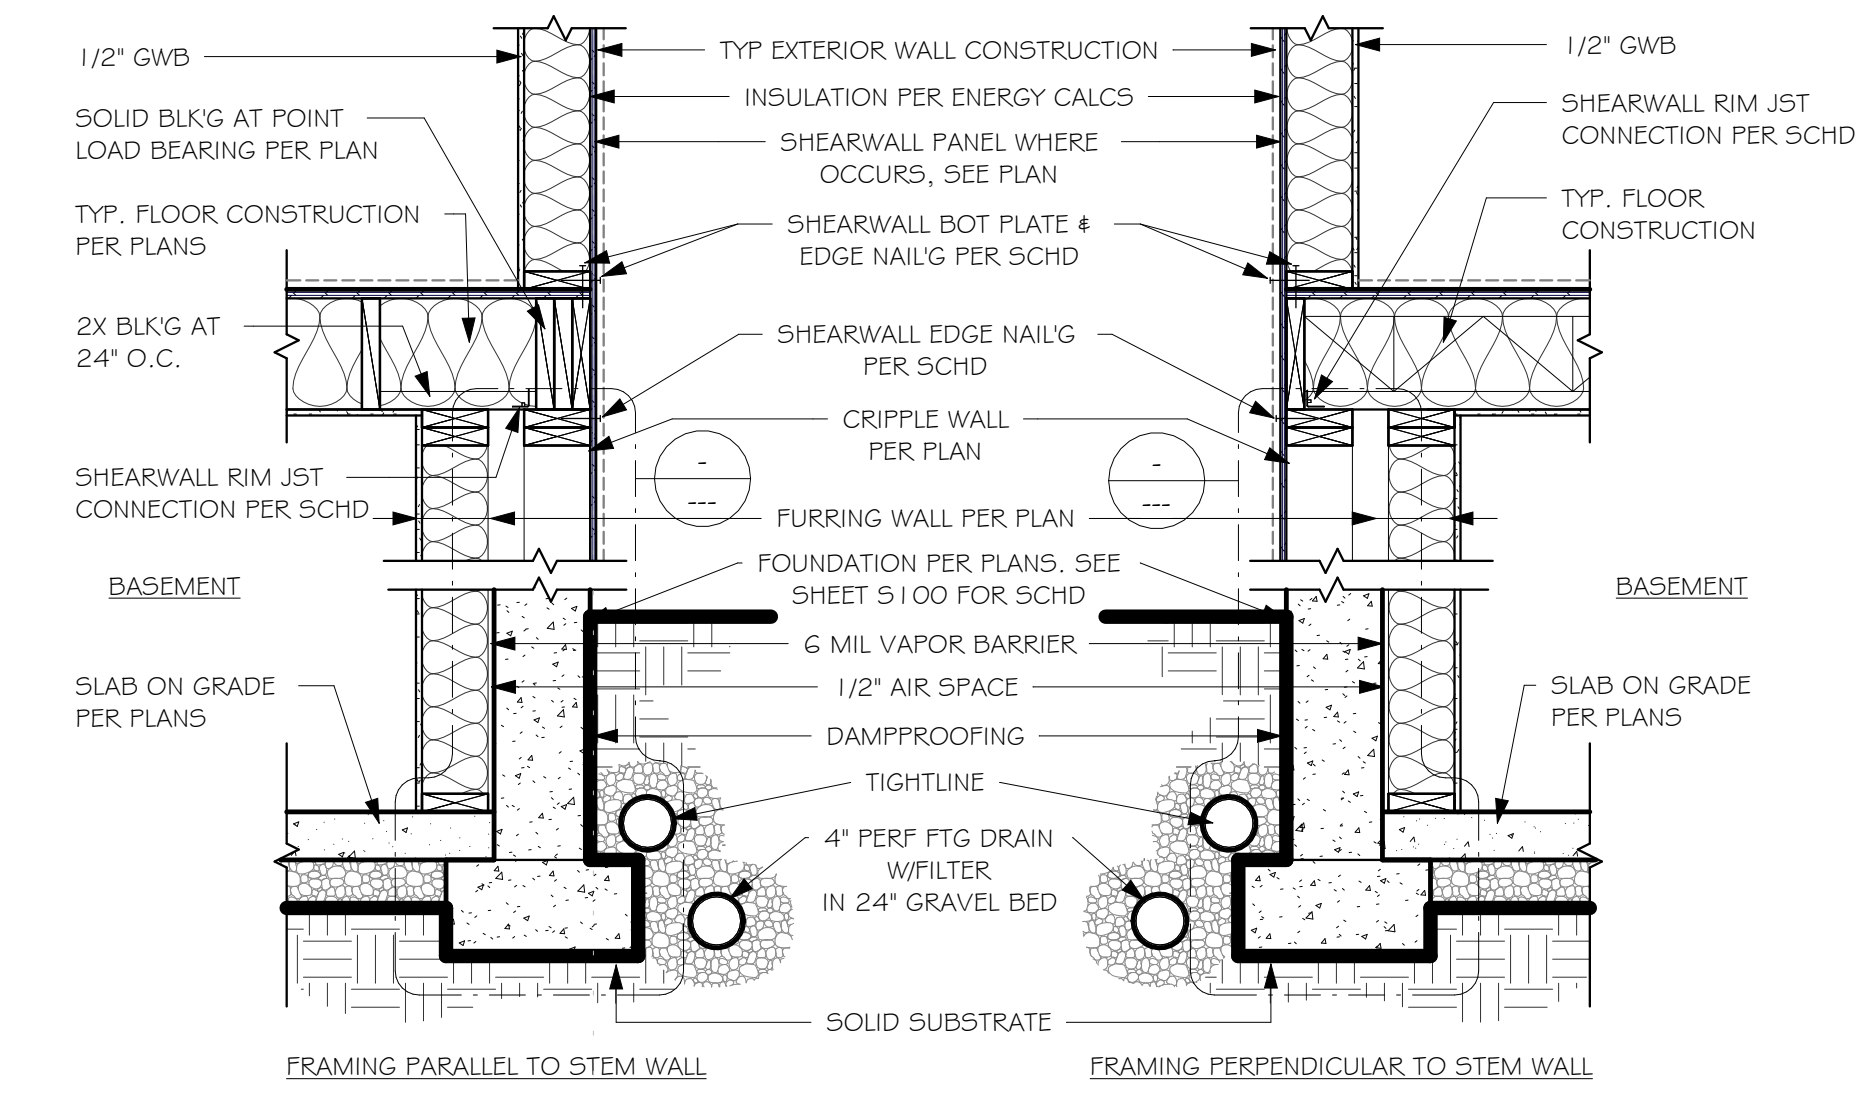 1/2" GWB
SOLID BLK'G AT POINT
LOAD BEARING PER PLAN
TYP. FLOOR CONSTRUCTION
PER PLANS
2X BLK'G AT
24" O.C.
SHEARWALL RIM JST
CONNECTION PER SCHD
BASEMENT
SLAB ON GRADE
PER PLANS
TYP EXTERIOR WALL CONSTRUCTION
INSULATION PER ENERGY CALCS
SHEARWALL PANEL WHERE
OCCURS, SEE PLAN
SHEARWALL BOT PLATE &
EDGE NAIL'G PER SCHD
SHEARWALL EDGE NAIL'G
PER SCHD
CRIPPLE WALL
PER PLAN
-
---
-
---
FURRING WALL PER PLAN
FOUNDATION PER PLANS. SEE
SHEET S100 FOR SCHD
6 MIL VAPOR BARRIER
1/2" AIR SPACE
DAMPPROOFING
TIGHTLINE
4" PERF FTG DRAIN
W/FILTER
IN 24" GRAVEL BED
SOLID SUBSTRATE
1/2" GWB
SHEARWALL RIM JST
CONNECTION PER SCHD
TYP. FLOOR
CONSTRUCTION
BASEMENT
SLAB ON GRADE
PER PLANS
FRAMING PARALLEL TO STEM WALL
FRAMING PERPENDICULAR TO STEM WALL